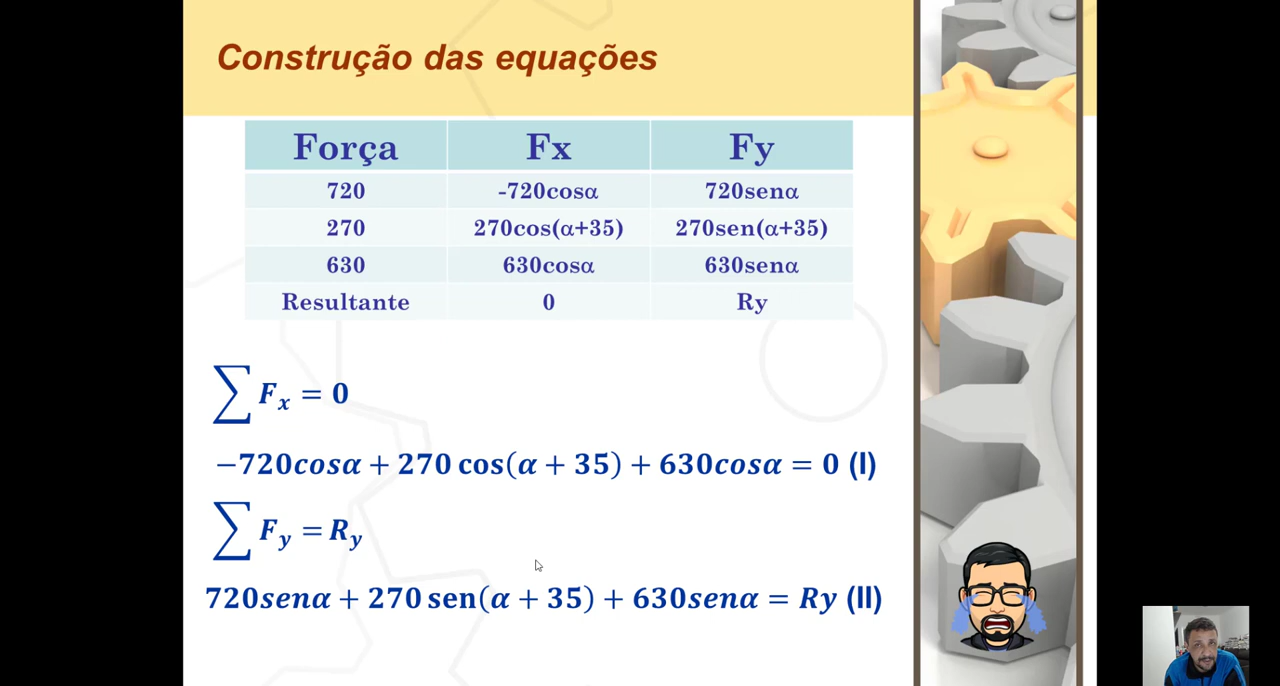 Construção das equações
Força Fx Fy
720 -720cosα 720senα
270 270cos(α+35) 270sen(α+35)
630 630cosα 630senα
Resultante 0 Ry
∑ Fx = 0
−720cosα + 270 cos(α + 35) + 630cosα = 0 (I)
∑ Fy = Ry
720senα + 270 sen(α + 35) + 630senα = Ry (II)